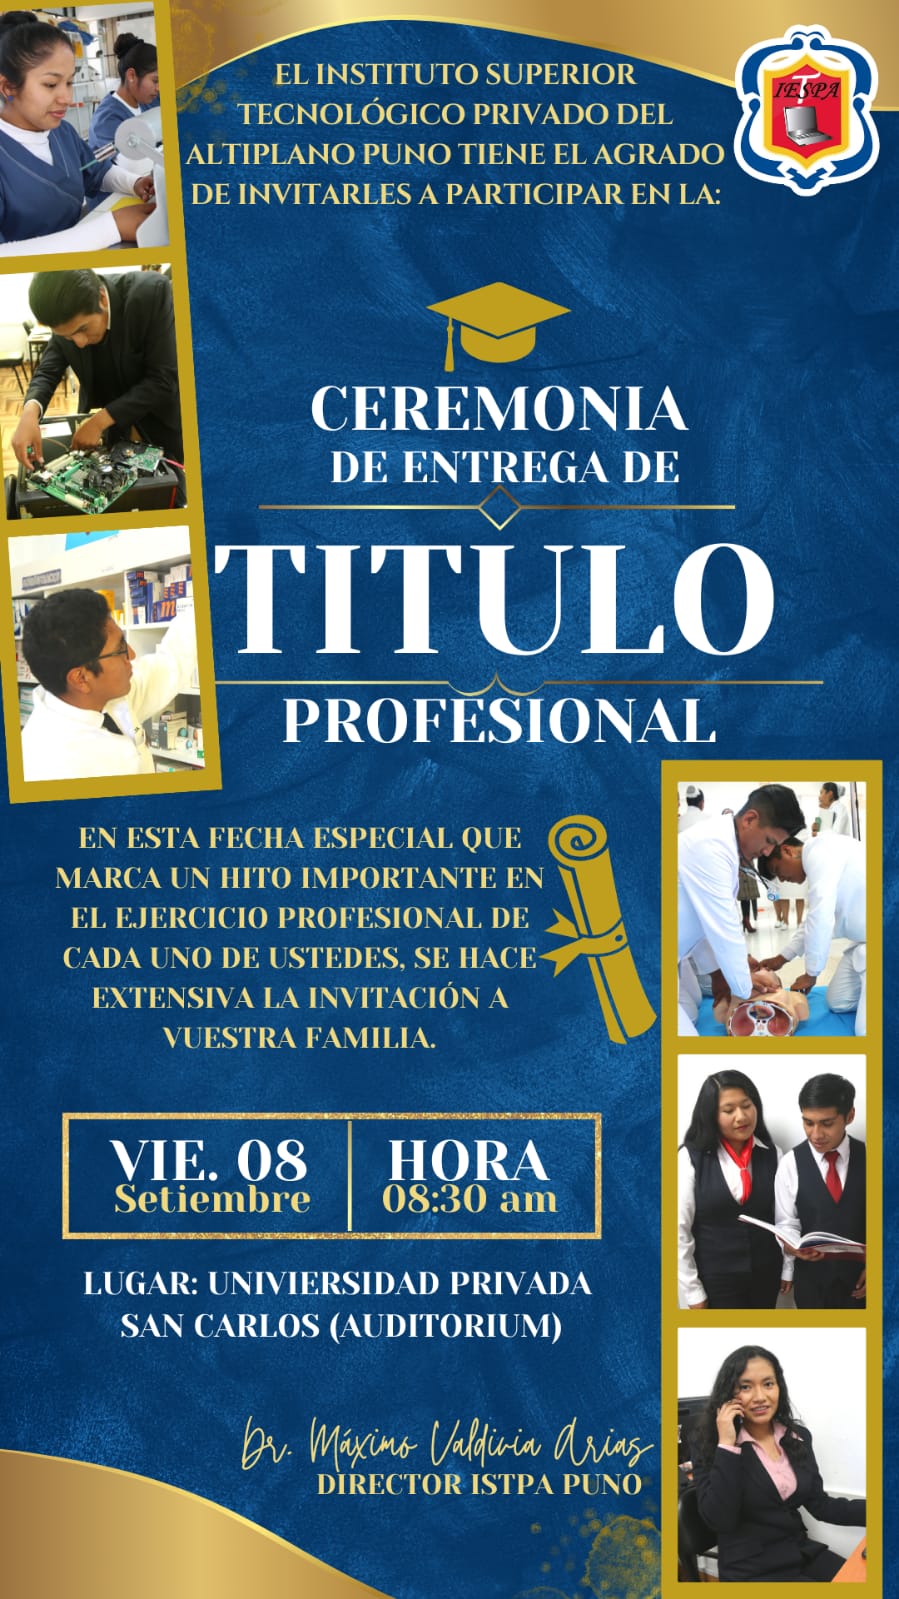 EL INSTITUTO SUPERIOR
TECNOLÓGICO PRIVADO DEL
ALTIPLANO PUNO TIENE EL AGRADO
DE INVITARLES A PARTICIPAR EN LA:
IESPA
CEREMONIA
DE ENTREGA DE
TITULO
PROFESIONAL
EN ESTA FECHA ESPECIAL QUE
MARCA UN HITO IMPORTANTE EN
EL EJERCICIO PROFESIONAL DE
CADA UNO DE USTEDES, SE HACE
EXTENSIVA LA INVITACIÓN A
VUESTRA FAMILIA.
VIE. 08
Setiembre
HORA
08:30 am
LUGAR: UNIVIERSIDAD PRIVADA
SAN CARLOS (AUDITORIUM)
Dr. Máximo Valdivia Arias
DIRECTOR ISTPA PUNO